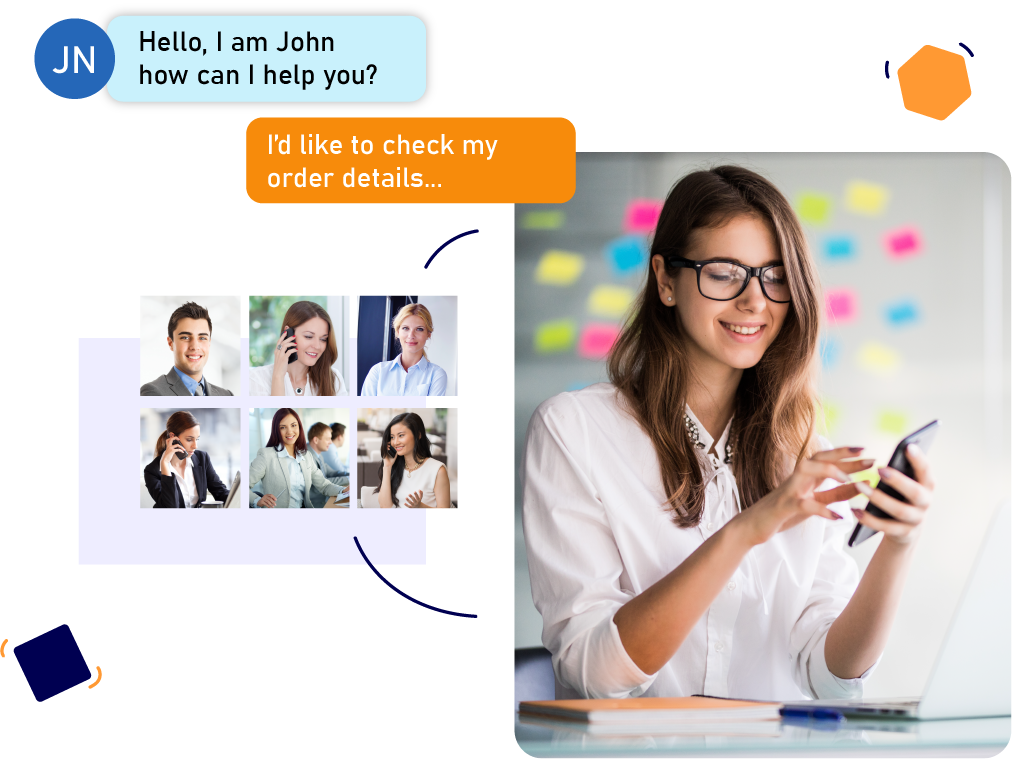 JN
Hello, I am John
how can I help you?
I'd like to check my
order details...